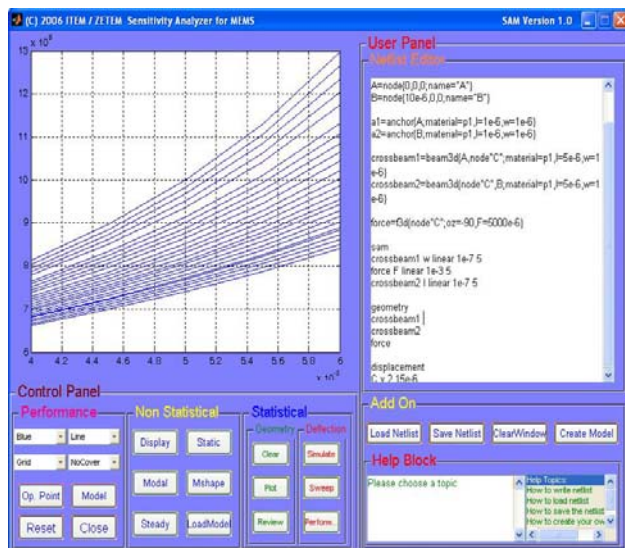 (C) 2006 ITEM / ZETEM Sensitivity Analyzer for MEMS
SAM Version 1.0
x 10
13
12
11
10
9
8
7
6
4
4.2
4.4
4.6
4.8
5
5.2
5.4
5.6
5.8
6
x 10
User Panel
Netlist Editor
A=node(0,0,0;name="A")
B=node(10e-6,0,0;name="B")
a1=anchor(A;material=p1,l=1e-6,w=1e-6)
a2=anchor(B;material=p1,l=1e-6,w=1e-6)
crossbeam1=beam3d(A,node"C";material=p1,l=5e-6,w=1
e-6)
crossbeam2=beam3d(node"C",B;material=p1,l=5e-6,w=1
e-6)
force=f3d(node"C";oz=-90,F=5000e-6)
sam
crossbeam1 w linear 1e-7 5
force F linear 1e-3 5
crossbeam2 l linear 1e-7 5
geometry
crossbeam1
crossbeam2
force
displacement
C x 2.15e-6
Control Panel
Performance
Blue
Line
Grid
NoCover
Op. Point
Model
Reset
Close
Non Statistical
Display
Static
Modal
Mshape
Steady
LoadModel
Statistical
Geometry
Deflection
Clear
Simulate
Plot
Sweep
Review
Perform...
Add On
Load Netlist
Save Netlist
ClearWindow
Create Model
Help Block
Please choose a topic
Help Topics:
How to write netlist
How to load netlist
How to save the netlist
How to create your ow